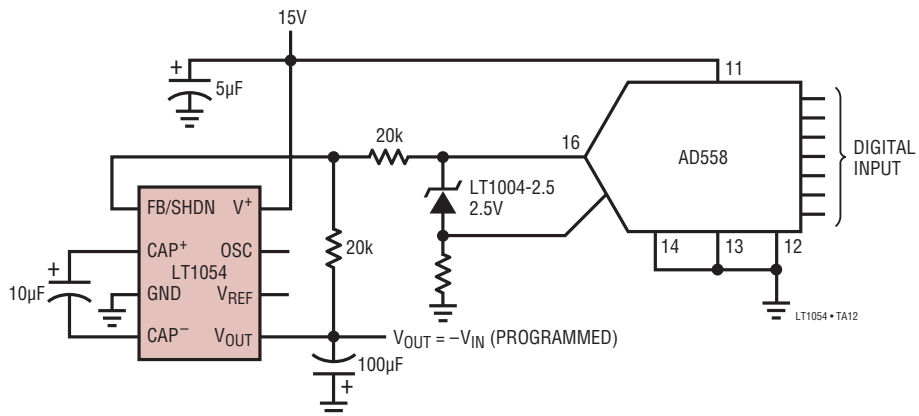 15V
11
+
5µF
20k
16
AD558
DIGITAL
INPUT
LT1004-2.5
2.5V
FB/SHDN V+
20k
CAP+ OSC
LT1054
+
10µF
GND VREF
14 13 12
CAP− VOUT
VOUT = –VIN (PROGRAMMED)
LT1054 • TA12
100µF
+